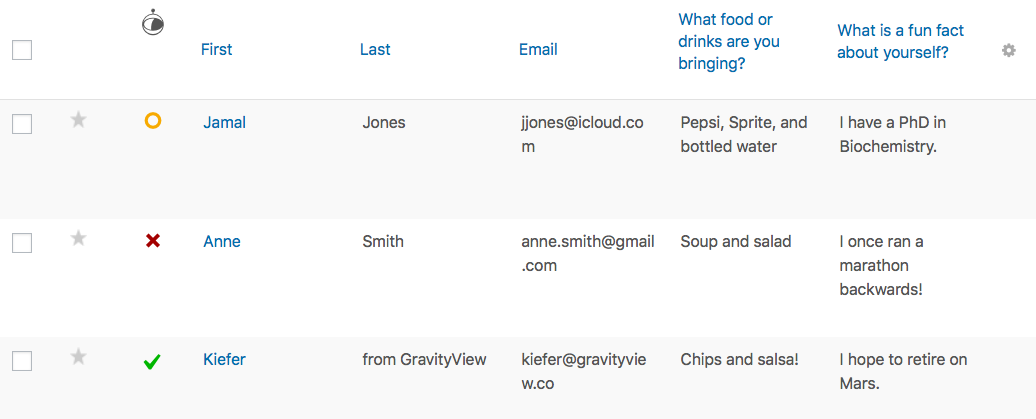 First
Last
Email
What food or
drinks are you
bringing?
What is a fun fact
about yourself?
Jamal
Jones
jjones@icloud.co
m
Pepsi, Sprite, and
bottled water
I have a PhD in
Biochemistry.
Anne
Smith
anne.smith@gmail
.com
Soup and salad
I once ran a
marathon
backwards!
Kiefer
from GravityView
kiefer@gravityvie
w.co
Chips and salsa!
I hope to retire on
Mars.